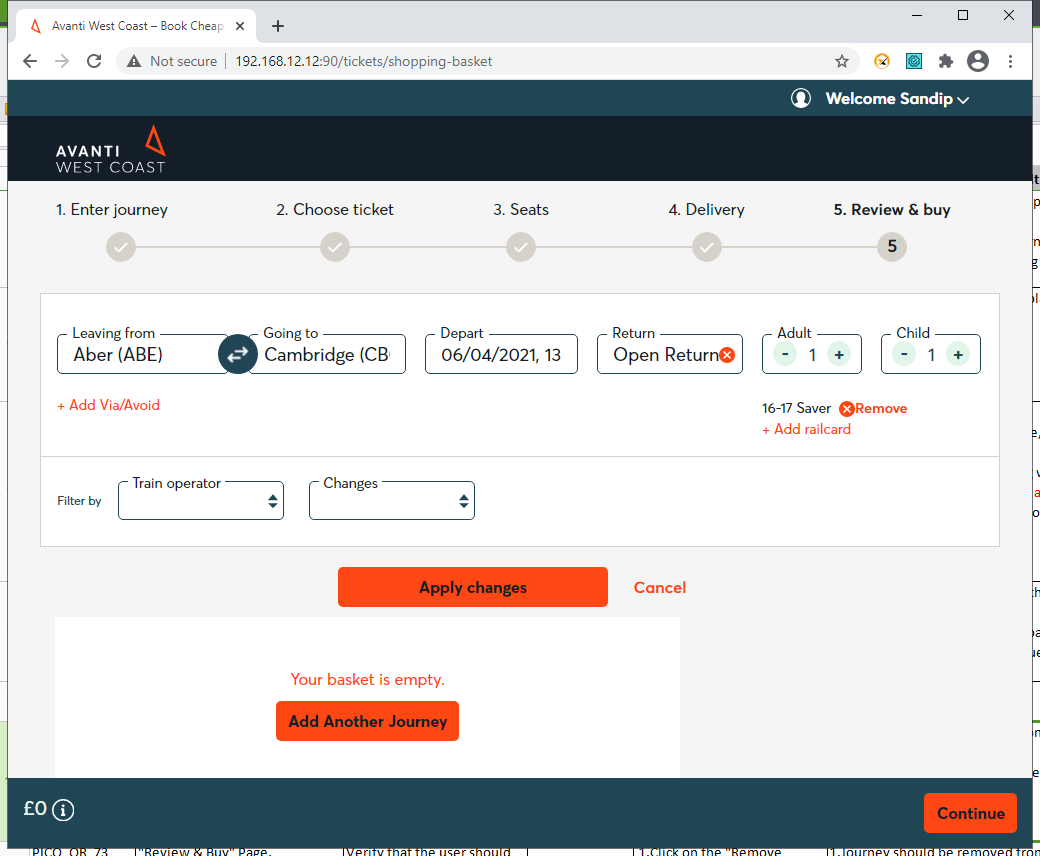 Avanti West Coast – Book Cheap
Not secure
192.168.12.12:90/tickets/shopping-basket
Welcome Sandip
AVANTI
WEST COAST
1. Enter journey
2. Choose ticket
3. Seats
4. Delivery
5. Review & buy
5
Leaving from
Aber (ABE)
Going to
Cambridge (CB
Depart
06/04/2021, 13
Return
Open Return
Adult
- 1 +
Child
- 1 +
+ Add Via/Avoid
16-17 Saver Remove
+ Add railcard
Filter by
Train operator
Changes
Apply changes
Cancel
Your basket is empty.
Add Another Journey
£0
Continue
PICO_OR_73
"Review & Buy" Page.
Verify that the user should
1.Click on the "Remove
1.Journey should be removed from